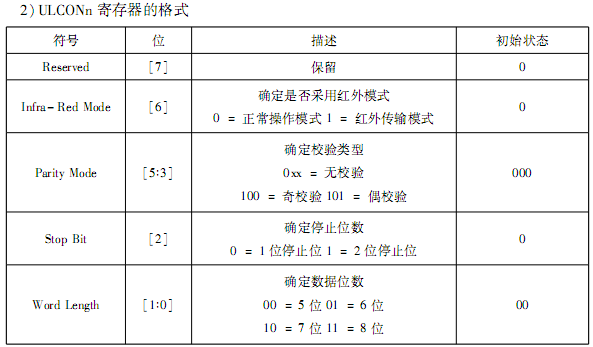 2) ULCONn 寄存器的格式
符号 位 描述 初始状态
Reserved [7] 保留 0
Infra-Red Mode [6] 确定是否采用红外模式 0
0 = 正常操作模式 1 = 红外传输模式
Parity Mode [5:3] 确定校验类型 000
0xx = 无校验
100 = 奇校验 101 = 偶校验
Stop Bit [2] 确定停止位数 0
0 = 1 位停止位 1 = 2 位停止位
Word Length [1:0] 确定数据位数 00
00 = 5 位 01 = 6 位
10 = 7 位 11 = 8 位